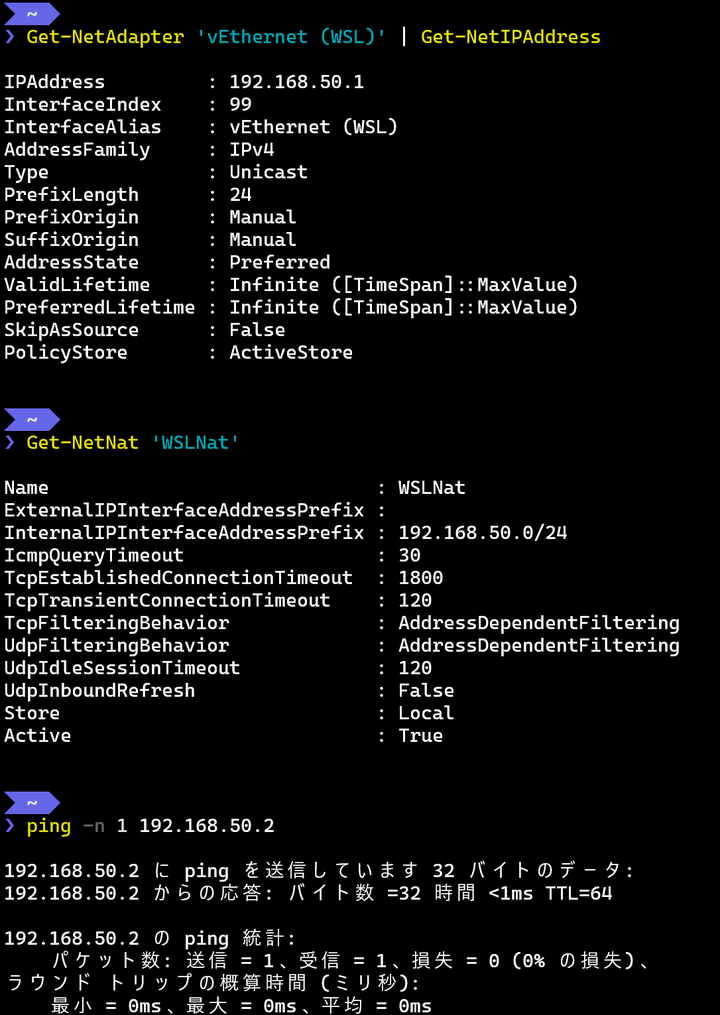 ~
❯ Get-NetAdapter 'vEthernet (WSL)' | Get-NetIPAddress
IPAddress         : 192.168.50.1
InterfaceIndex    : 99
InterfaceAlias    : vEthernet (WSL)
AddressFamily     : IPv4
Type              : Unicast
PrefixLength      : 24
PrefixOrigin      : Manual
SuffixOrigin      : Manual
AddressState      : Preferred
ValidLifetime     : Infinite ([TimeSpan]::MaxValue)
PreferredLifetime : Infinite ([TimeSpan]::MaxValue)
SkipAsSource      : False
PolicyStore       : ActiveStore
~
❯ Get-NetNat 'WSLNat'
Name                             : WSLNat
ExternalIPInterfaceAddressPrefix :
InternalIPInterfaceAddressPrefix : 192.168.50.0/24
IcmpQueryTimeout                 : 30
TcpEstablishedConnectionTimeout  : 1800
TcpTransientConnectionTimeout    : 120
TcpFilteringBehavior             : AddressDependentFiltering
UdpFilteringBehavior             : AddressDependentFiltering
UdpIdleSessionTimeout            : 120
UdpInboundRefresh                : False
Store                            : Local
Active                           : True
~
❯ ping -n 1 192.168.50.2
192.168.50.2 に ping を送信しています 32 バイトのデータ:
192.168.50.2 からの応答: バイト数 =32 時間 <1ms TTL=64
192.168.50.2 の ping 統計:
    パケット数: 送信 = 1、受信 = 1、損失 = 0 (0% の損失)、
ラウンド トリップの概算時間 (ミリ秒):
    最小 = 0ms、最大 = 0ms、平均 = 0ms